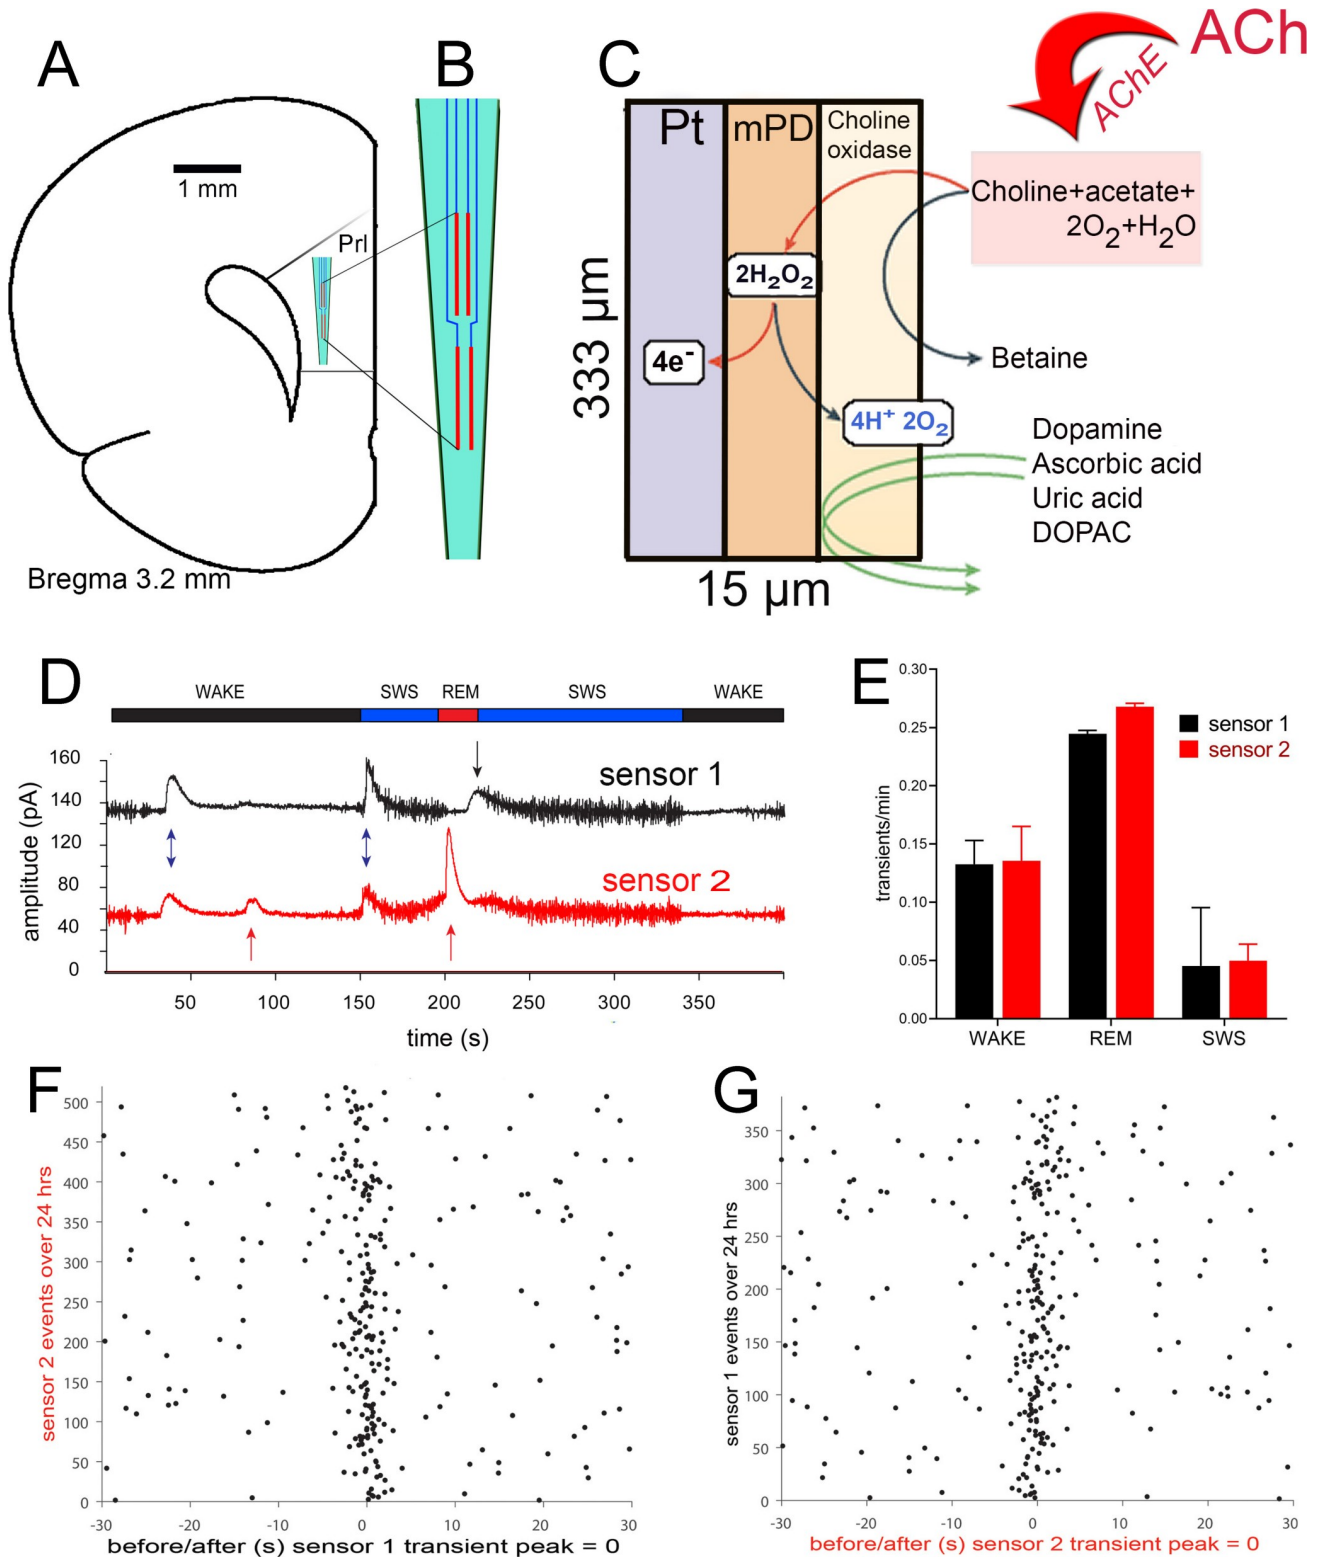 A
1 mm
Prl
Bregma 3.2 mm
B
C
ACh
AChE
Pt
mPD
Choline
oxidase
Choline+acetate+
2O2+H2O
2H2O2
4e-
Betaine
4H+ 2O2
Dopamine
Ascorbic acid
Uric acid
DOPAC
333 µm
15 µm
D
WAKE SWS REM SWS WAKE
160
140
120
80
40
0
amplitude (pA)
sensor 1
sensor 2
50 100 150 200 250 300 350
time (s)
E
0.30
0.25
0.20
0.15
0.10
0.05
0.00
transients/min
sensor 1
sensor 2
WAKE REM SWS
F
500
450
400
350
300
250
200
150
100
50
0
sensor 2 events over 24 hrs
-30 -20 -10 0 10 20 30
before/after (s) sensor 1 transient peak = 0
G
350
300
250
200
150
100
50
0
sensor 1 events over 24 hrs
-30 -20 -10 0 10 20 30
before/after (s) sensor 2 transient peak = 0